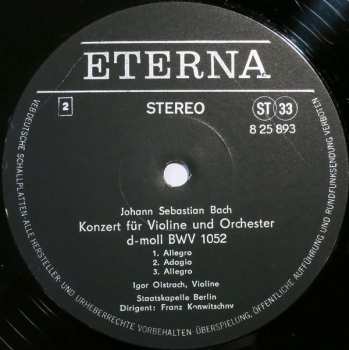 ETERNA
2
STEREO
ST 33
8 25 893
Johann Sebastian Bach
Konzert für Violine und Orchester
d-moll BWV 1052
1. Allegro
2. Adagio
3. Allegro
Igor Oistrach, Violine
Staatskapelle Berlin
Dirigent: Franz Konwitschny
VEB DEUTSCHE SCHALLPLATTEN · ALLE HERSTELLER- UND URHEBERRECHTE VORBEHALTEN · ÜBERSPIELUNG, ÖFFENTLICHE AUFFÜHRUNG UND RUNDFUNKSENDUNG VERBOTEN